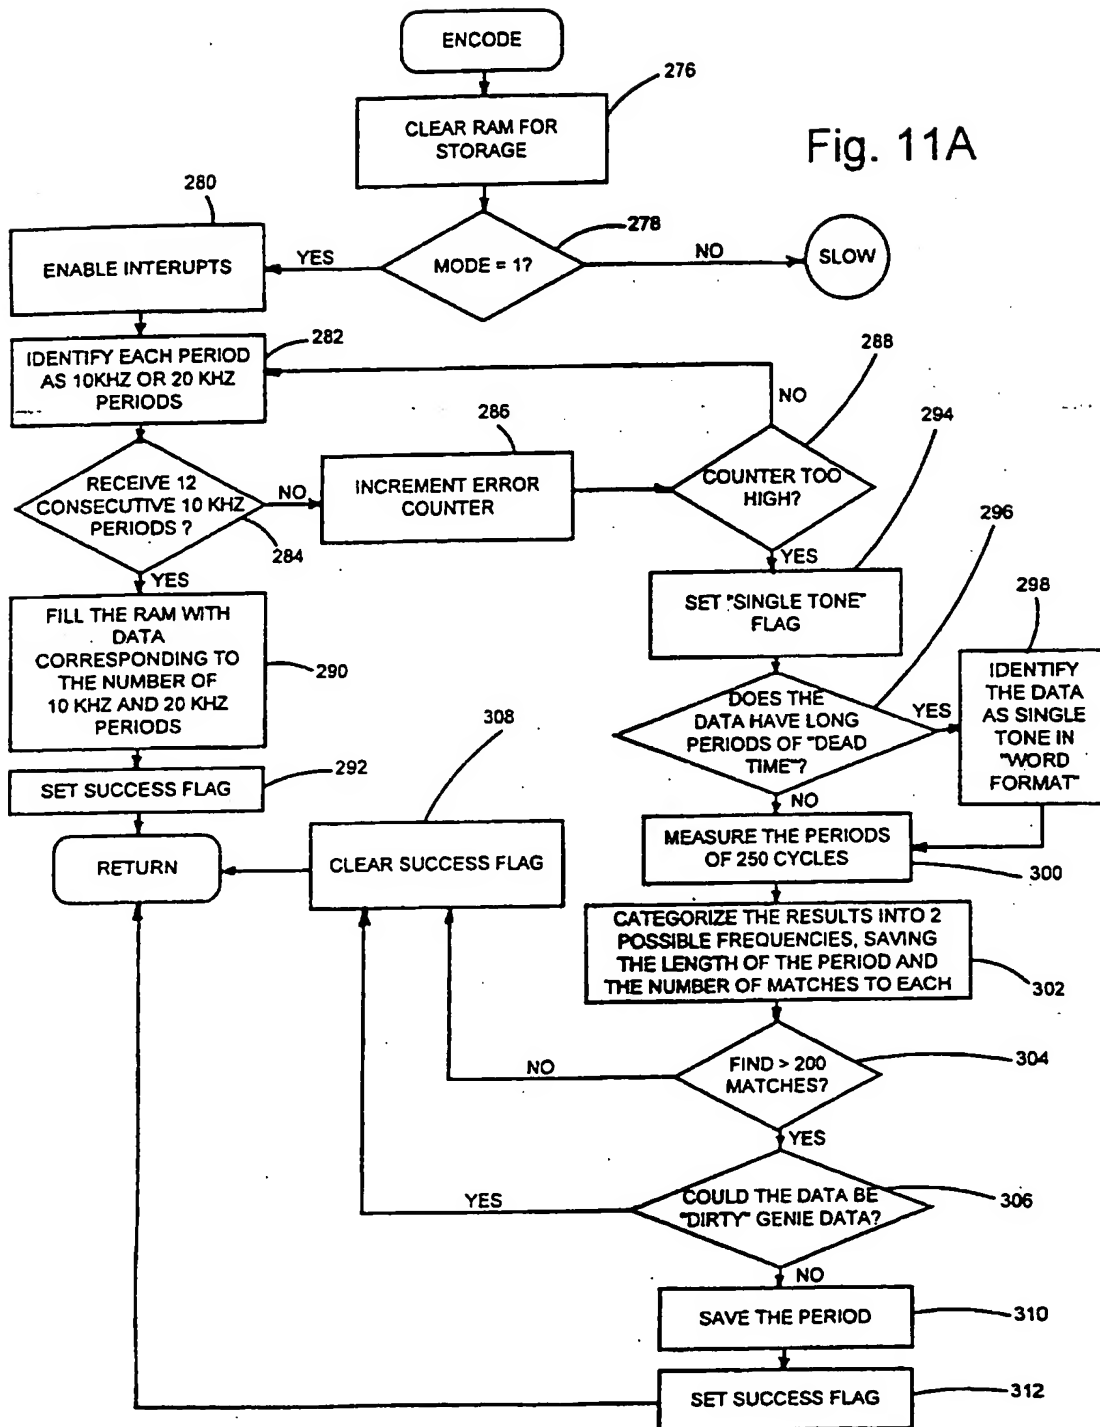 ENCODE
276
CLEAR RAM FOR
STORAGE
Fig. 11A
280
278
ENABLE INTERUPTS
YES
MODE = 1?
NO
SLOW
282
IDENTIFY EACH PERIOD
AS 10KHZ OR 20 KHZ
PERIODS
288
NO
286
294
RECEIVE 12
CONSECUTIVE 10 KHZ
PERIODS ?
NO
INCREMENT ERROR
COUNTER
COUNTER TOO
HIGH?
284
296
YES
YES
FILL THE RAM WITH
DATA
CORRESPONDING TO
THE NUMBER OF
10 KHZ AND 20 KHZ
PERIODS
290
SET "SINGLE TONE"
FLAG
298
DOES THE
DATA HAVE LONG
PERIODS OF "DEAD
TIME"?
YES
IDENTIFY
THE DATA
AS SINGLE
TONE IN
"WORD
FORMAT"
308
292
SET SUCCESS FLAG
NO
RETURN
CLEAR SUCCESS FLAG
MEASURE THE PERIODS
OF 250 CYCLES
300
CATEGORIZE THE RESULTS INTO 2
POSSIBLE FREQUENCIES, SAVING
THE LENGTH OF THE PERIOD AND
THE NUMBER OF MATCHES TO EACH
302
NO
FIND > 200
MATCHES?
304
YES
YES
COULD THE DATA BE
"DIRTY" GENIE DATA?
306
NO
SAVE THE PERIOD
310
SET SUCCESS FLAG
312